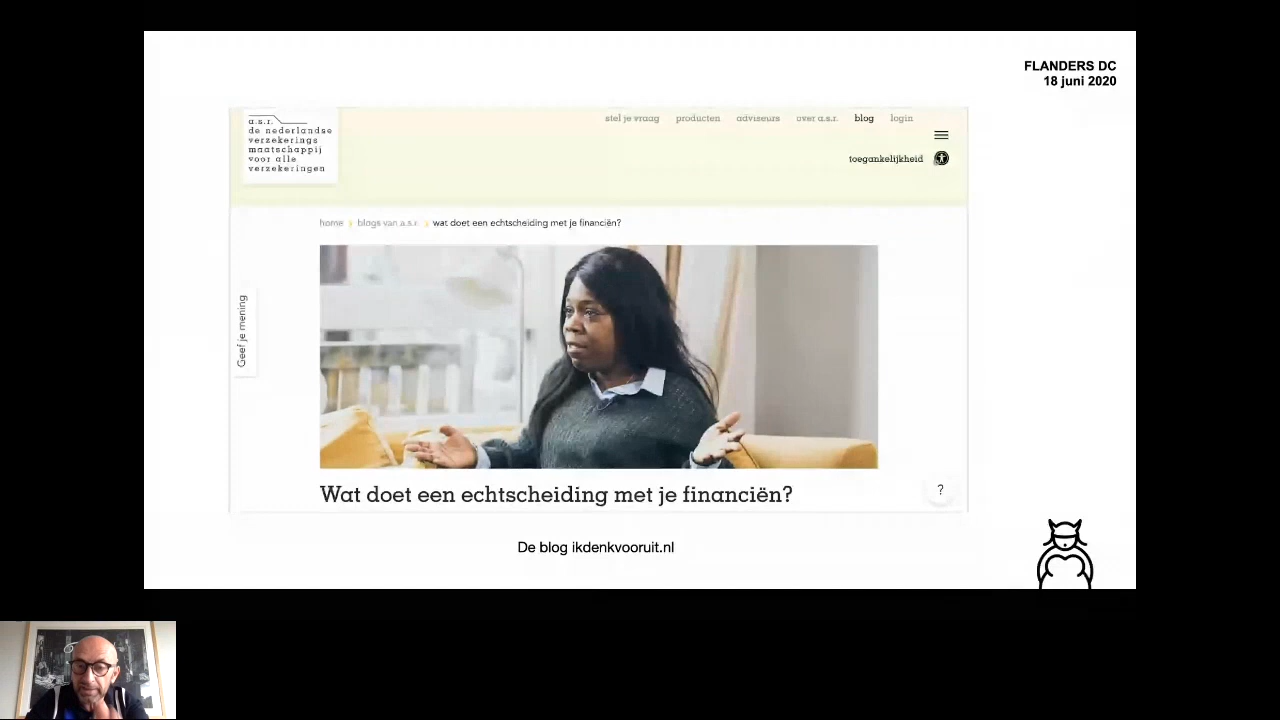 FLANDERS DC
18 juni 2020
a.s.r.
de nederlandse
verzekerings
maatschappij
voor alle
verzekeringen
stel je vraag producten adviseurs over a.s.r. blog login
toegankelijkheid
home > blogs van a.s.r. > wat doet een echtscheiding met je financiën?
Geef je mening
Wat doet een echtscheiding met je financiën?
?
De blog ikdenkvooruit.nl